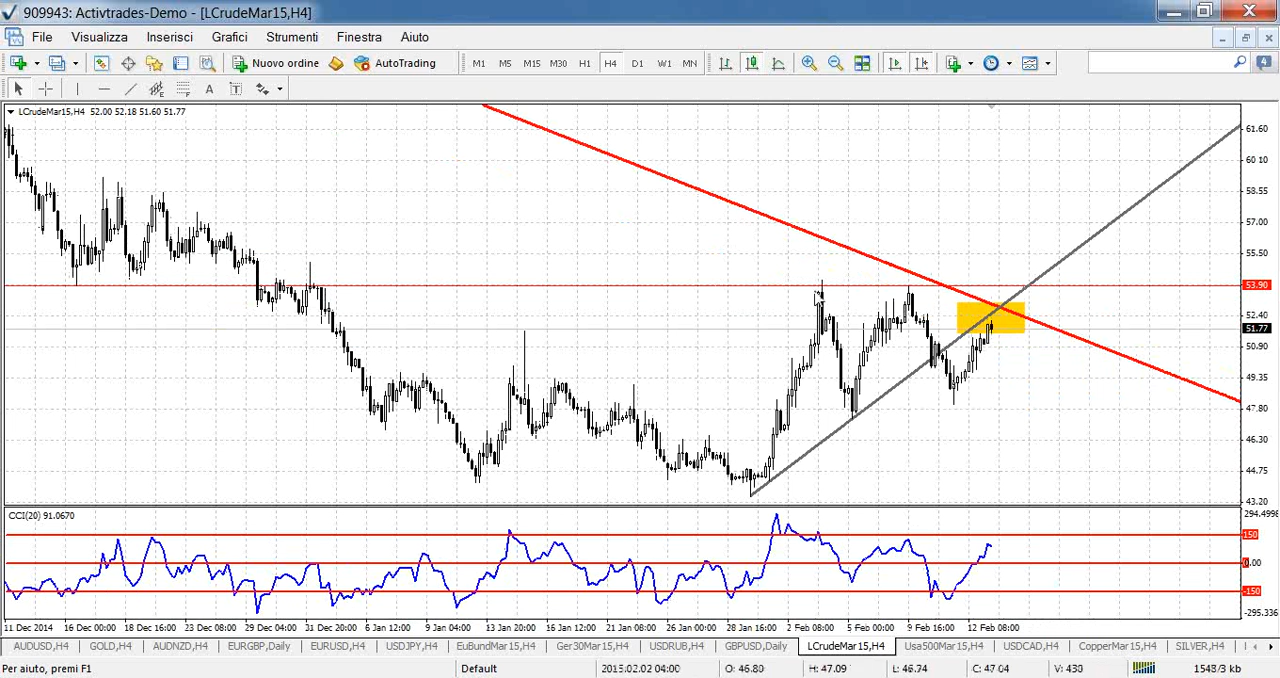 909943: Activtrades-Demo - [LCrudeMar15,H4]
File Visualizza Inserisci Grafici Strumenti Finestra Aiuto
Nuovo ordine AutoTrading M1 M5 M15 M30 H1 H4 D1 W1 MN 4
A T
LCrudeMar15,H4 52.00 52.18 51.60 51.77
61.60
60.10
58.55
57.00
55.50
53.90
52.40
51.77
50.90
49.35
47.80
46.30
44.75
43.20
CCI(20) 91.0670
294.4998
150
0.00
-150
-295.336
11 Dec 2014 16 Dec 00:00 18 Dec 16:00 23 Dec 08:00 29 Dec 04:00 31 Dec 20:00 6 Jan 12:00 9 Jan 04:00 13 Jan 20:00 16 Jan 12:00 21 Jan 08:00 26 Jan 00:00 28 Jan 16:00 2 Feb 08:00 5 Feb 00:00 9 Feb 16:00 12 Feb 08:00
AUDUSD,H4 GOLD,H4 AUDNZD,H4 EURGBP,Daily EURUSD,H4 USDJPY,H4 EuBundMar15,H4 Ger30Mar15,H4 USDRUB,H4 GBPUSD,Daily LCrudeMar15,H4 Usa500Mar15,H4 USDCAD,H4 CopperMar15,H4 SILVER,H4
Per aiuto, premi F1 Default 2015.02.02 04:00 O: 46.80 H: 47.09 L: 46.74 C: 47.04 V: 430 1548/3 kb